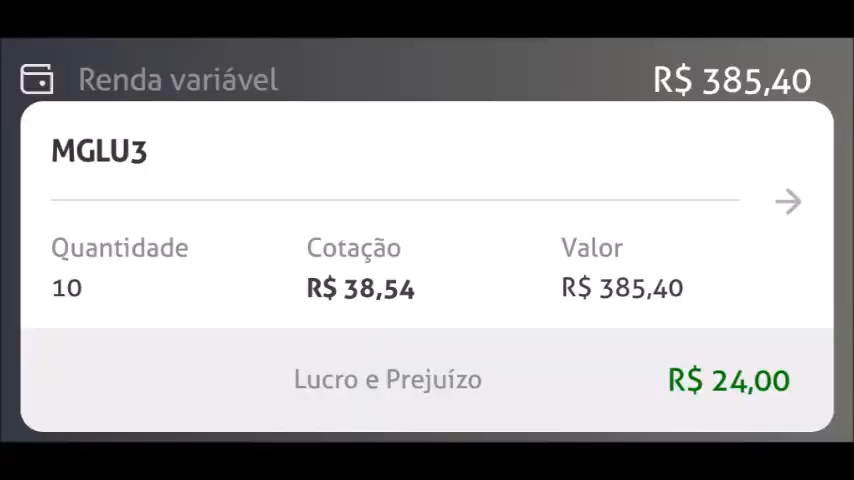 Renda variável R$ 385,40
MGLU3
Quantidade Cotação Valor
10 R$ 38,54 R$ 385,40
Lucro e Prejuízo R$ 24,00